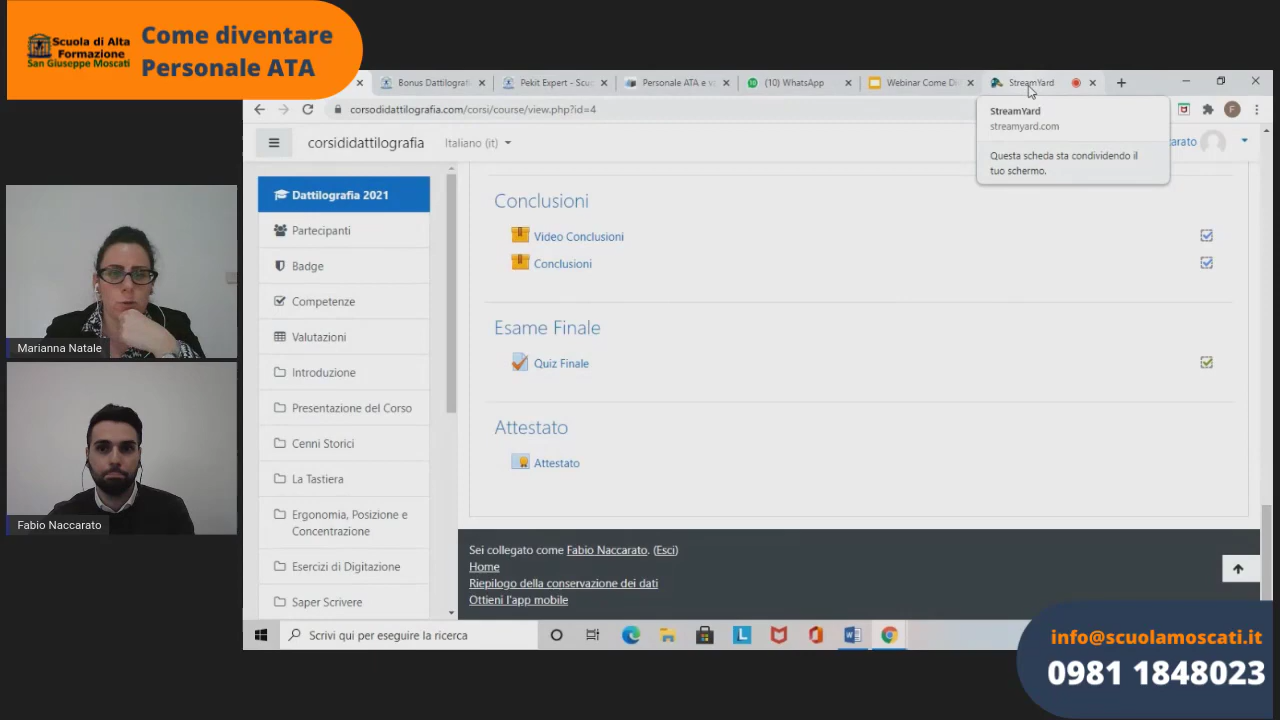 Scuola di Alta
Formazione
San Giuseppe Moscati
Come diventare
Personale ATA
Bonus Dattilografi
Pekit Expert - Scuo
Personale ATA e v
(10) WhatsApp
Webinar Come Di
StreamYard
corsodidattilografia.com/corsi/course/view.php?id=4
F
StreamYard
streamyard.com
Questa scheda sta condividendo il
tuo schermo.
corsididattilografia
Italiano (it)
arato
Dattilografia 2021
Partecipanti
Badge
Competenze
Valutazioni
Introduzione
Presentazione del Corso
Cenni Storici
La Tastiera
Ergonomia, Posizione e
Concentrazione
Esercizi di Digitazione
Saper Scrivere
Conclusioni
Video Conclusioni
Conclusioni
Esame Finale
Quiz Finale
Attestato
Attestato
Sei collegato come Fabio Naccarato. (Esci)
Home
Riepilogo della conservazione dei dati
Ottieni l'app mobile
Marianna Natale
Fabio Naccarato
Scrivi qui per eseguire la ricerca
L
info@scuolamoscati.it
0981 1848023